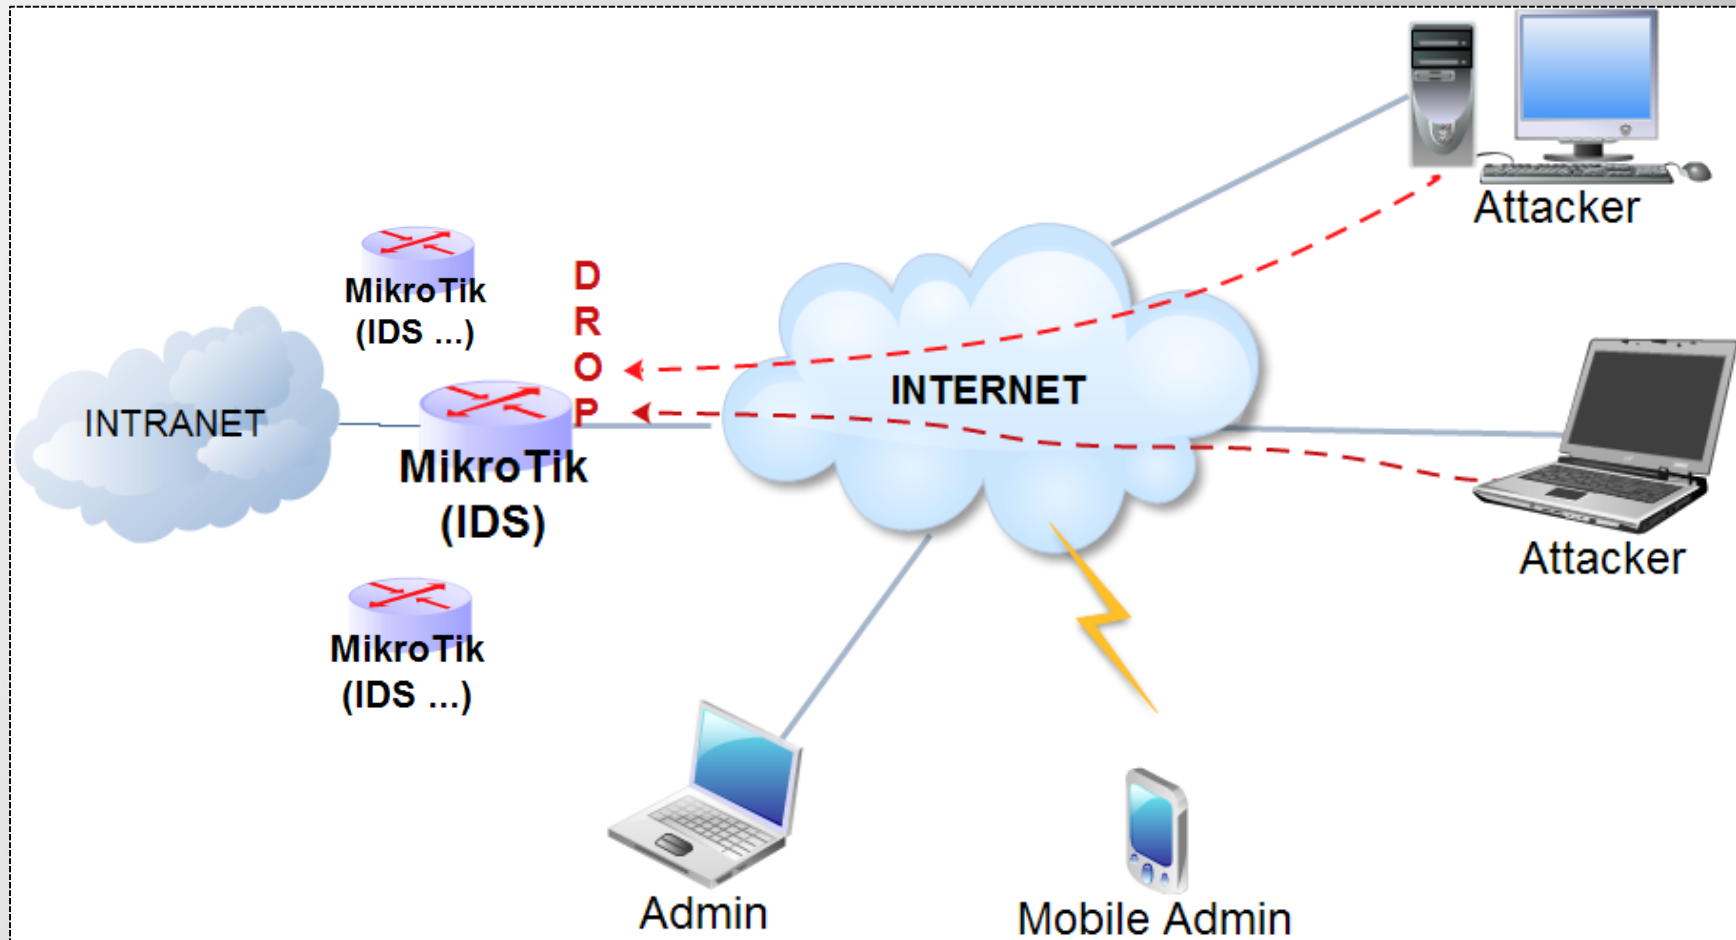 Attacker
MikroTik
(IDS ...)
D
R
O
P
INTERNET
INTRANET
MikroTik
(IDS)
Attacker
MikroTik
(IDS ...)
Admin
Mobile Admin